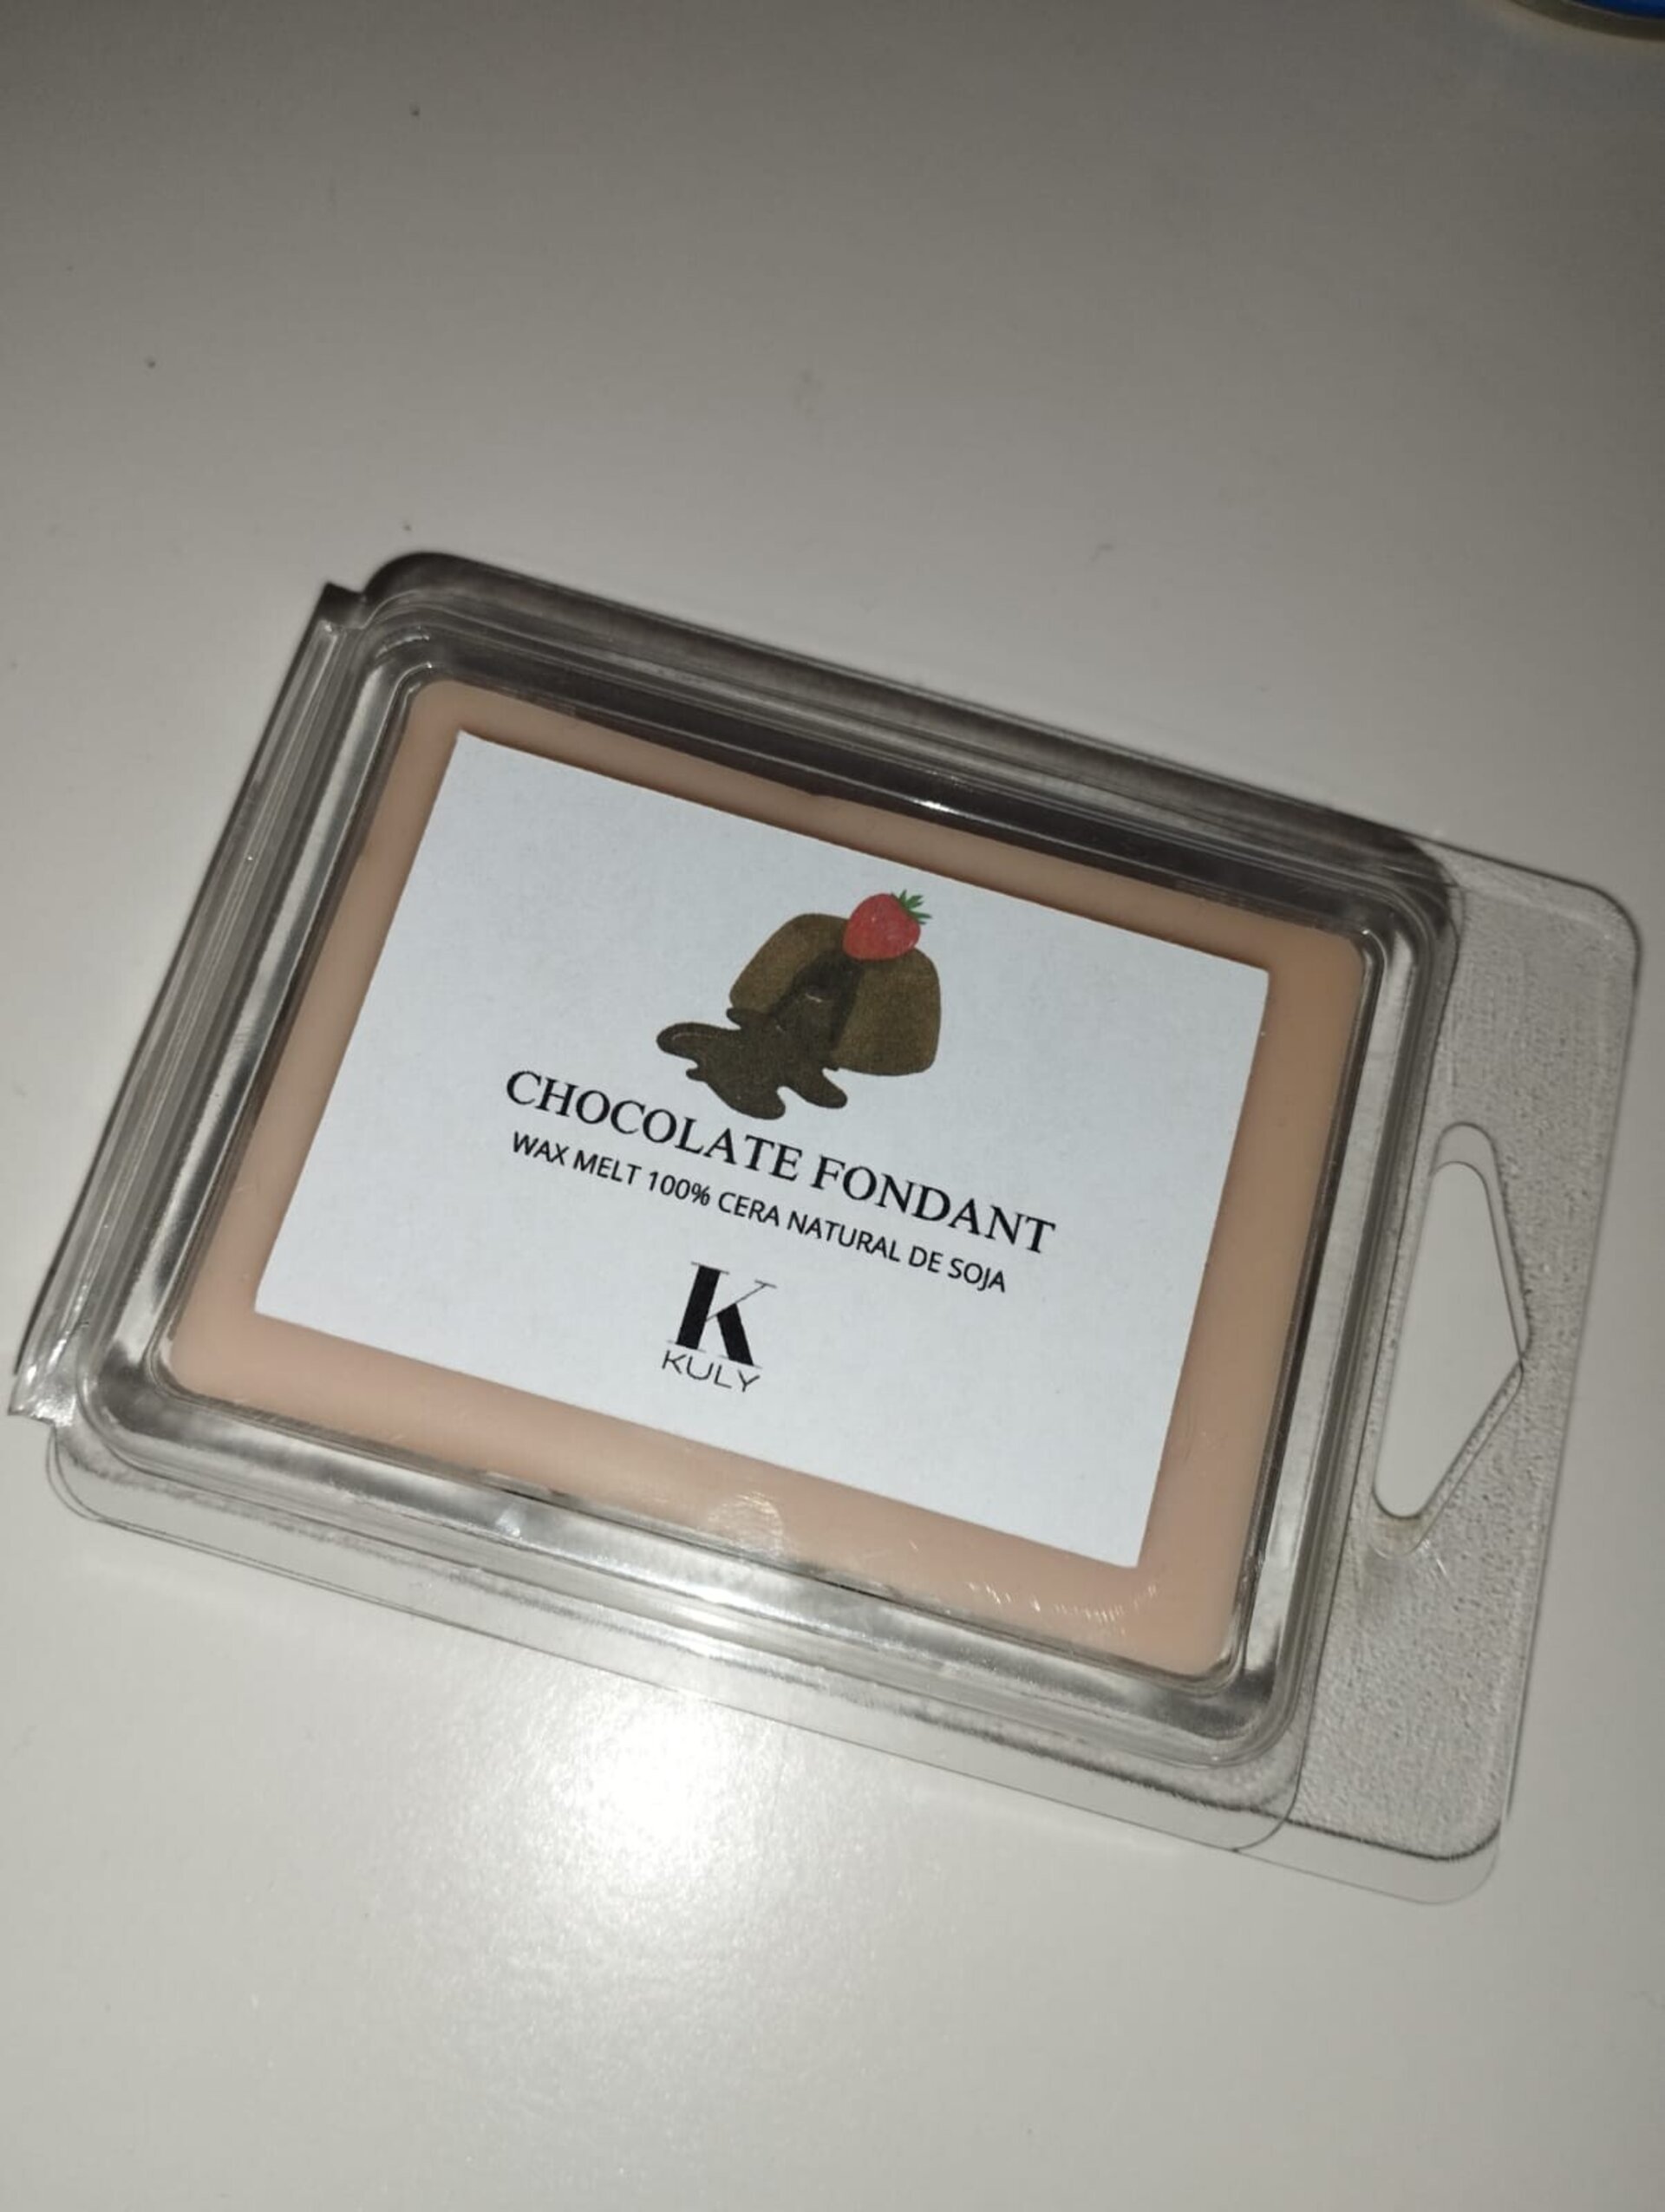 CHOCOLATE FONDANT
WAX MELT 100% CERA NATURAL DE SOJA
K
KULY